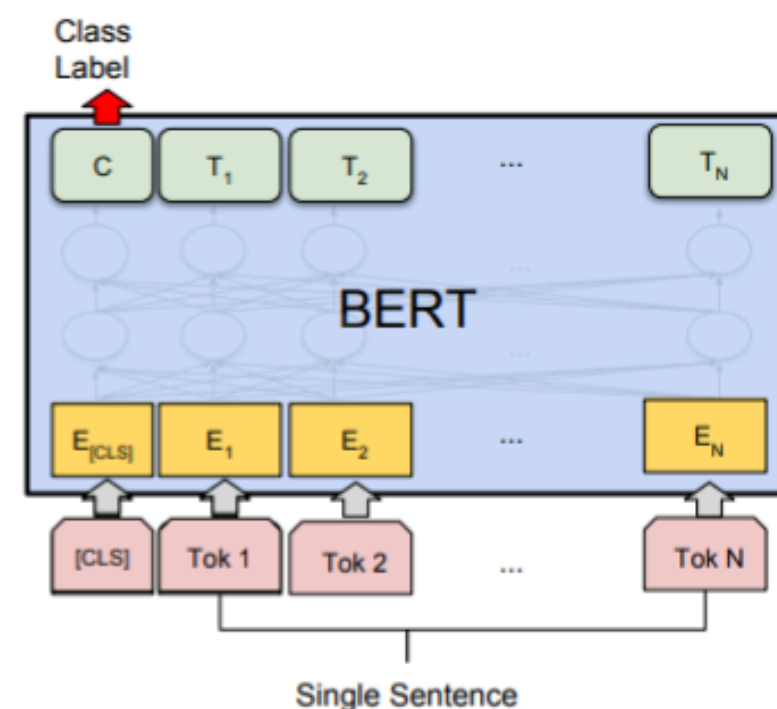 Class
Label
C T1 T2 ... TN
...
BERT
...
E[CLS] E1 E2 ... EN
[CLS] Tok 1 Tok 2 ... Tok N
Single Sentence